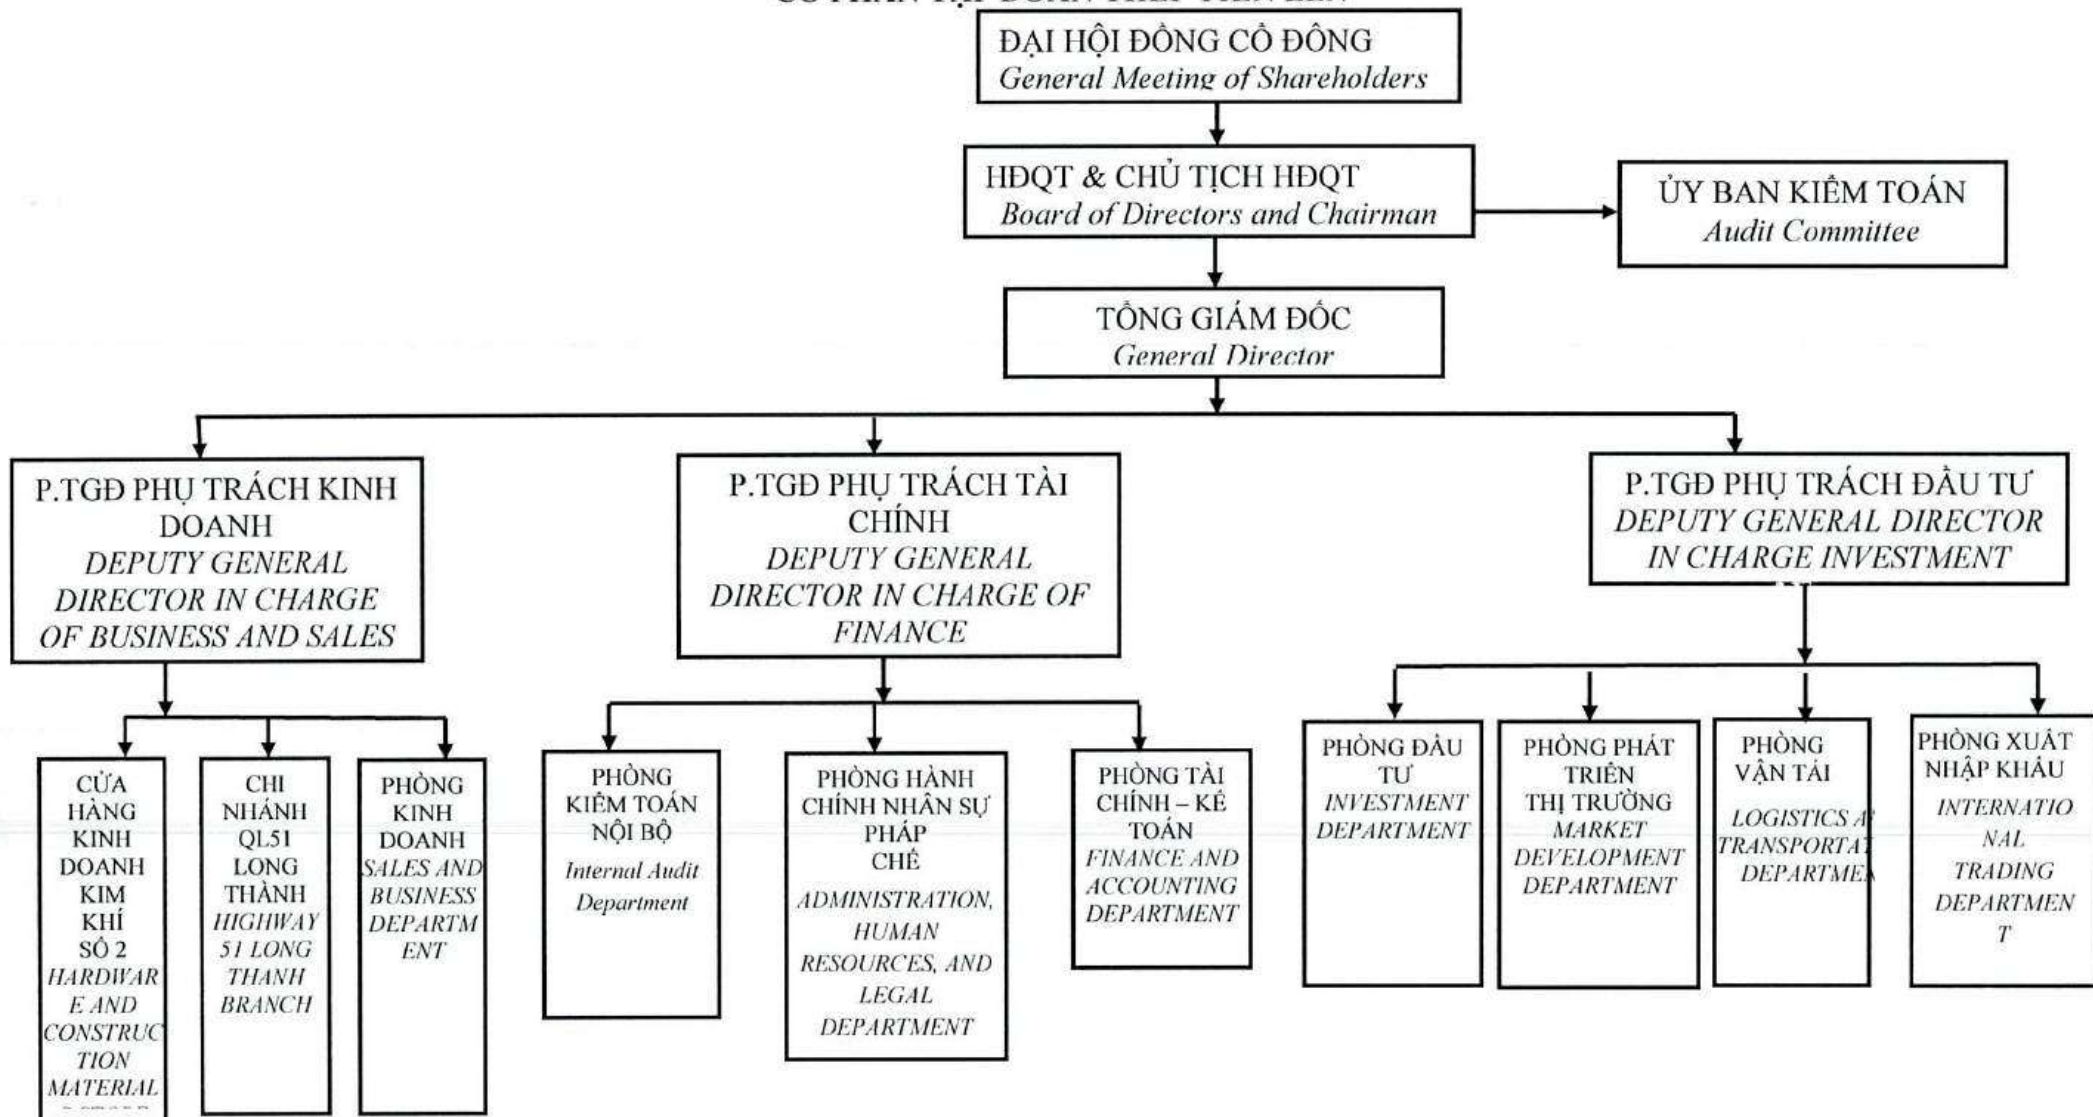 ĐẠI HỘI ĐỒNG CỔ ĐÔNG
General Meeting of Shareholders
HĐQT & CHỦ TỊCH HĐQT
Board of Directors and Chairman
ỦY BAN KIỂM TOÁN
Audit Committee
TỔNG GIÁM ĐỐC
General Director
P.TGĐ PHỤ TRÁCH KINH
DOANH
DEPUTY GENERAL
DIRECTOR IN CHARGE
OF BUSINESS AND SALES
P.TGĐ PHỤ TRÁCH TÀI
CHÍNH
DEPUTY GENERAL
DIRECTOR IN CHARGE OF
FINANCE
P.TGĐ PHỤ TRÁCH ĐẦU TƯ
DEPUTY GENERAL DIRECTOR
IN CHARGE INVESTMENT
CỬA
HÀNG
KINH
DOANH
KIM
KHÍ
SỐ 2
HARDWAR
E AND
CONSTRUC
TION
MATERIAL
CHI
NHÁNH
QL51
LONG
THÀNH
HIGHWAY
51 LONG
THANH
BRANCH
PHÒNG
KINH
DOANH
SALES AND
BUSINESS
DEPARTM
ENT
PHÒNG
KIỂM TOÁN
NỘI BỘ
Internal Audit
Department
PHÒNG HÀNH
CHÍNH NHÂN SỰ
PHÁP
CHẾ
ADMINISTRATION,
HUMAN
RESOURCES, AND
LEGAL
DEPARTMENT
PHÒNG TÀI
CHÍNH – KẾ
TOÁN
FINANCE AND
ACCOUNTING
DEPARTMENT
PHÒNG ĐẦU
TƯ
INVESTMENT
DEPARTMENT
PHÒNG PHÁT
TRIỂN
THỊ TRƯỜNG
MARKET
DEVELOPMENT
DEPARTMENT
PHÒNG
VẬN TẢI
LOGISTICS A
TRANSPORTAT
DEPARTMEN
PHÒNG XUẤT
NHẬP KHẨU
INTERNATIO
NAL
TRADING
DEPARTMEN
T